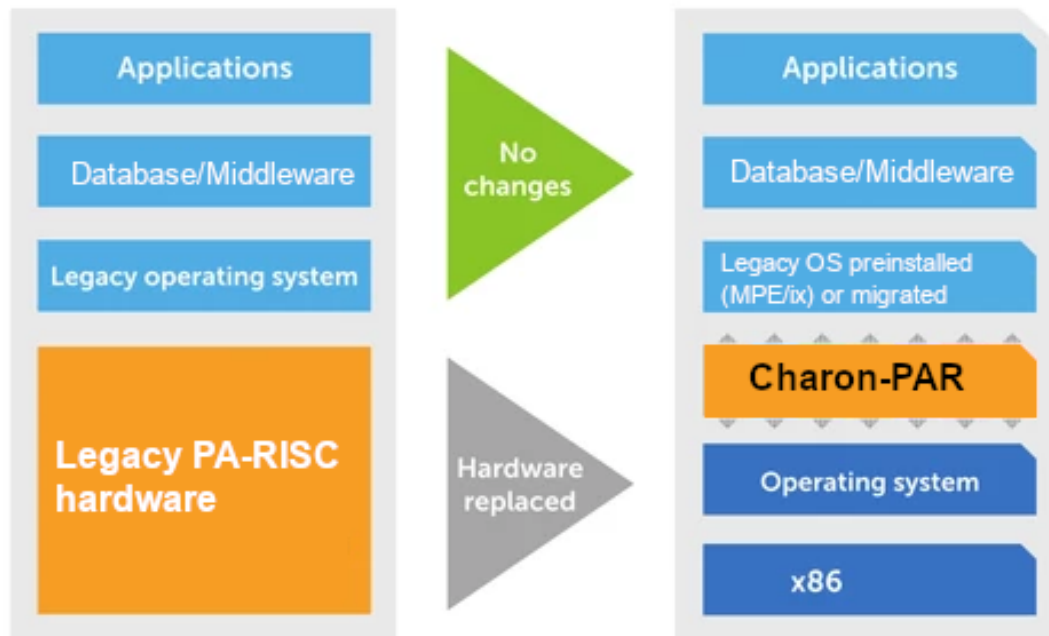 Applications
Database/Middleware
Legacy operating system
Legacy PA-RISC
hardware
No
changes
Hardware
replaced
Applications
Database/Middleware
Legacy OS preinstalled
(MPE/ix) or migrated
Charon-PAR
Operating system
x86